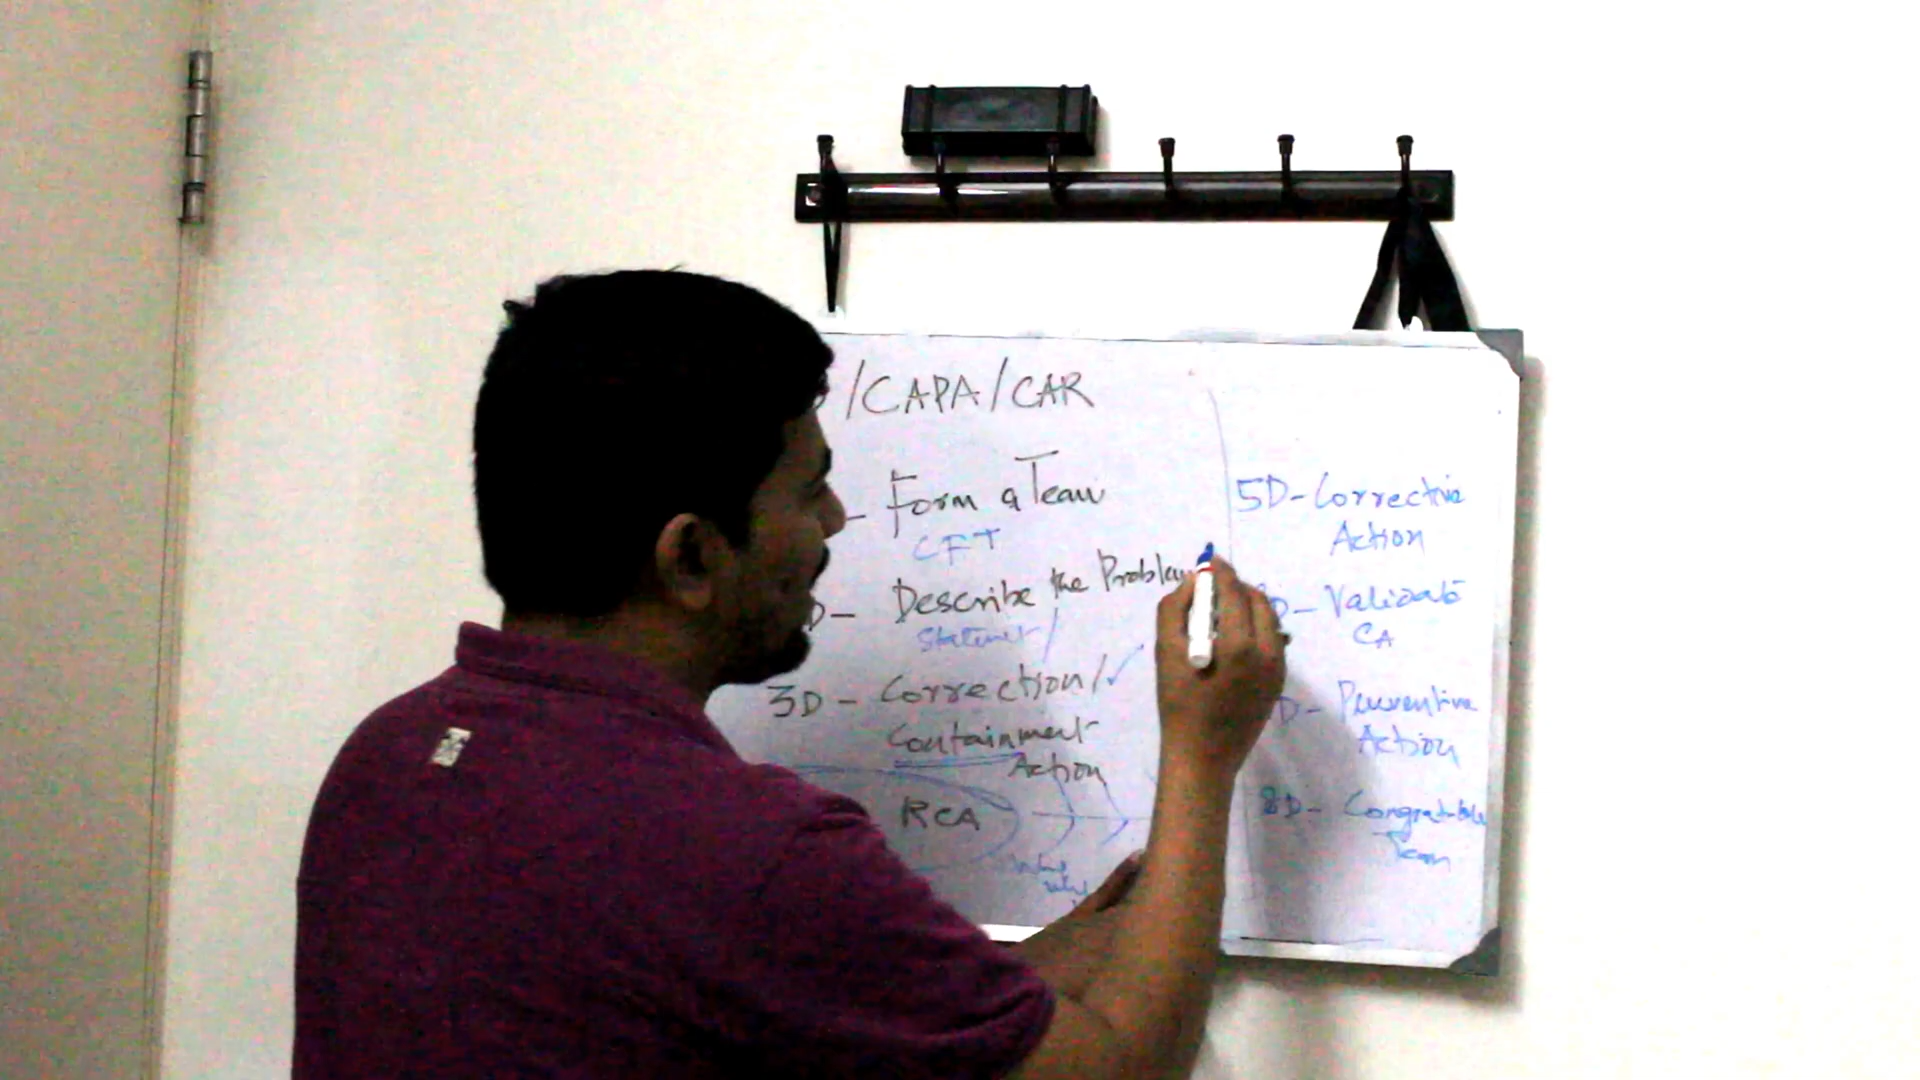 /CAPA/CAR
- Form a Team
CFT
D- Describe the Problem
Statement/
3D- Correction/✓
Containment
Action
RCA
5D-Corrective
Action
D- Validate
CA
D- Preventive
Action
8D- Congratulate
Team